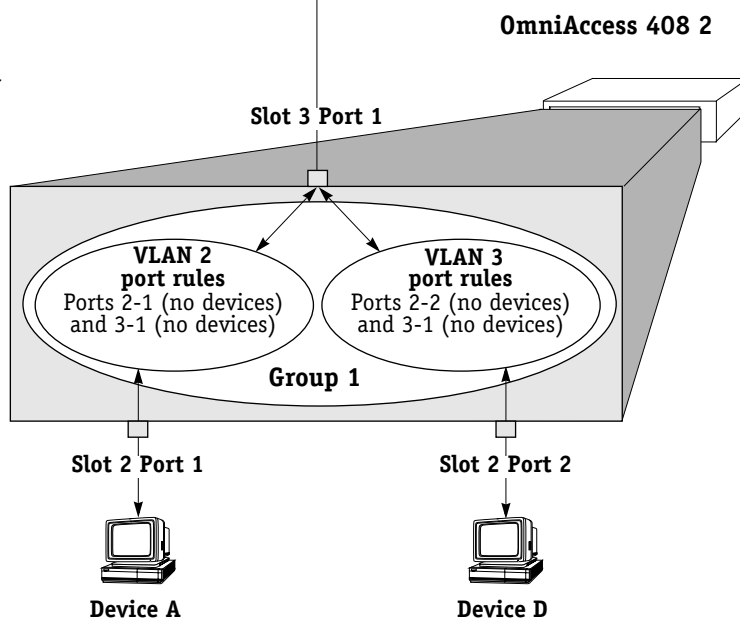 OmniAccess 408 2
Slot 3 Port 1
VLAN 2
port rules
Ports 2-1 (no devices)
and 3-1 (no devices)
VLAN 3
port rules
Ports 2-2 (no devices)
and 3-1 (no devices)
Group 1
Slot 2 Port 1
Slot 2 Port 2
Device A
Device D